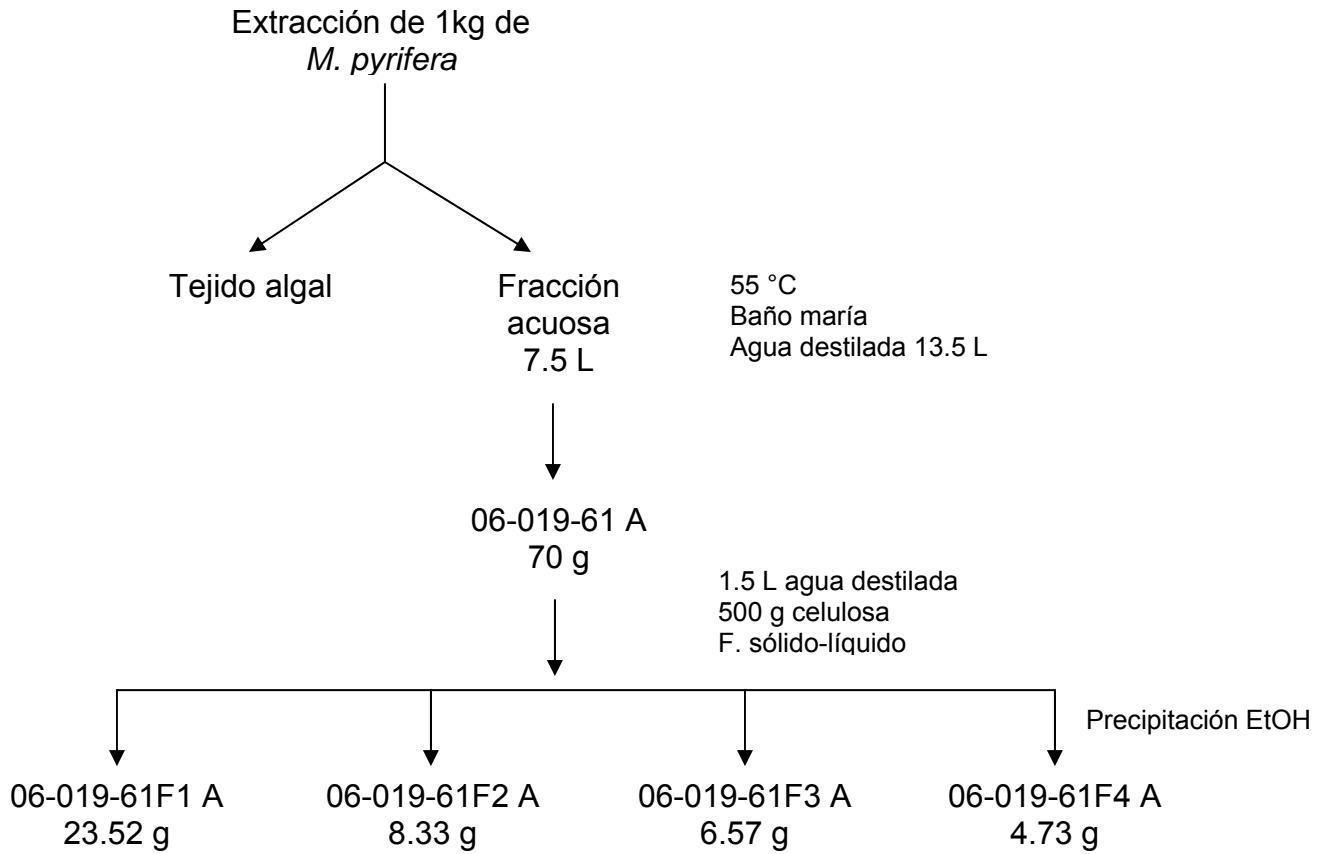 Extracción de 1kg de
M. pyrifera
Tejido algal
Fracción
acuosa
7.5 L
55 °C
Baño maría
Agua destilada 13.5 L
06-019-61 A
70 g
1.5 L agua destilada
500 g celulosa
F. sólido-líquido
Precipitación EtOH
06-019-61F1 A
23.52 g
06-019-61F2 A
8.33 g
06-019-61F3 A
6.57 g
06-019-61F4 A
4.73 g